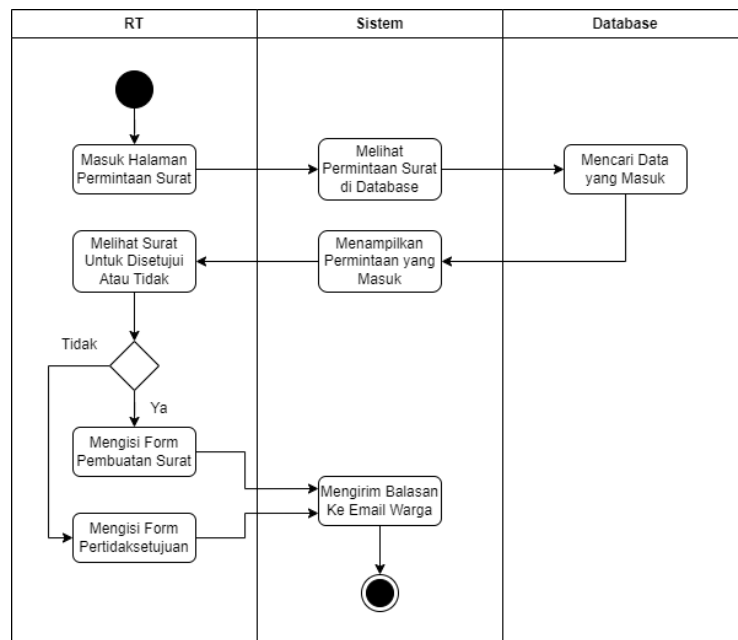 RT
Sistem
Database
Masuk Halaman
Permintaan Surat
Melihat
Permintaan Surat
di Database
Mencari Data
yang Masuk
Melihat Surat
Untuk Disetujui
Atau Tidak
Menampilkan
Permintaan yang
Masuk
Tidak
Ya
Mengisi Form
Pembuatan Surat
Mengirim Balasan
Ke Email Warga
Mengisi Form
Pertidaksetujuan